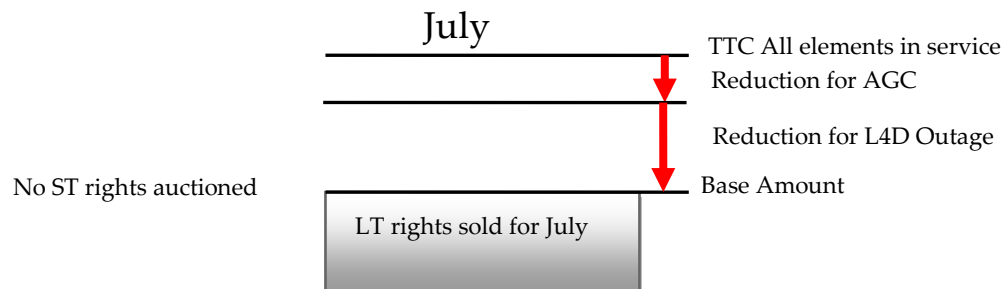 July
TTC All elements in service
Reduction for AGC
Reduction for L4D Outage
No ST rights auctioned
Base Amount
LT rights sold for July